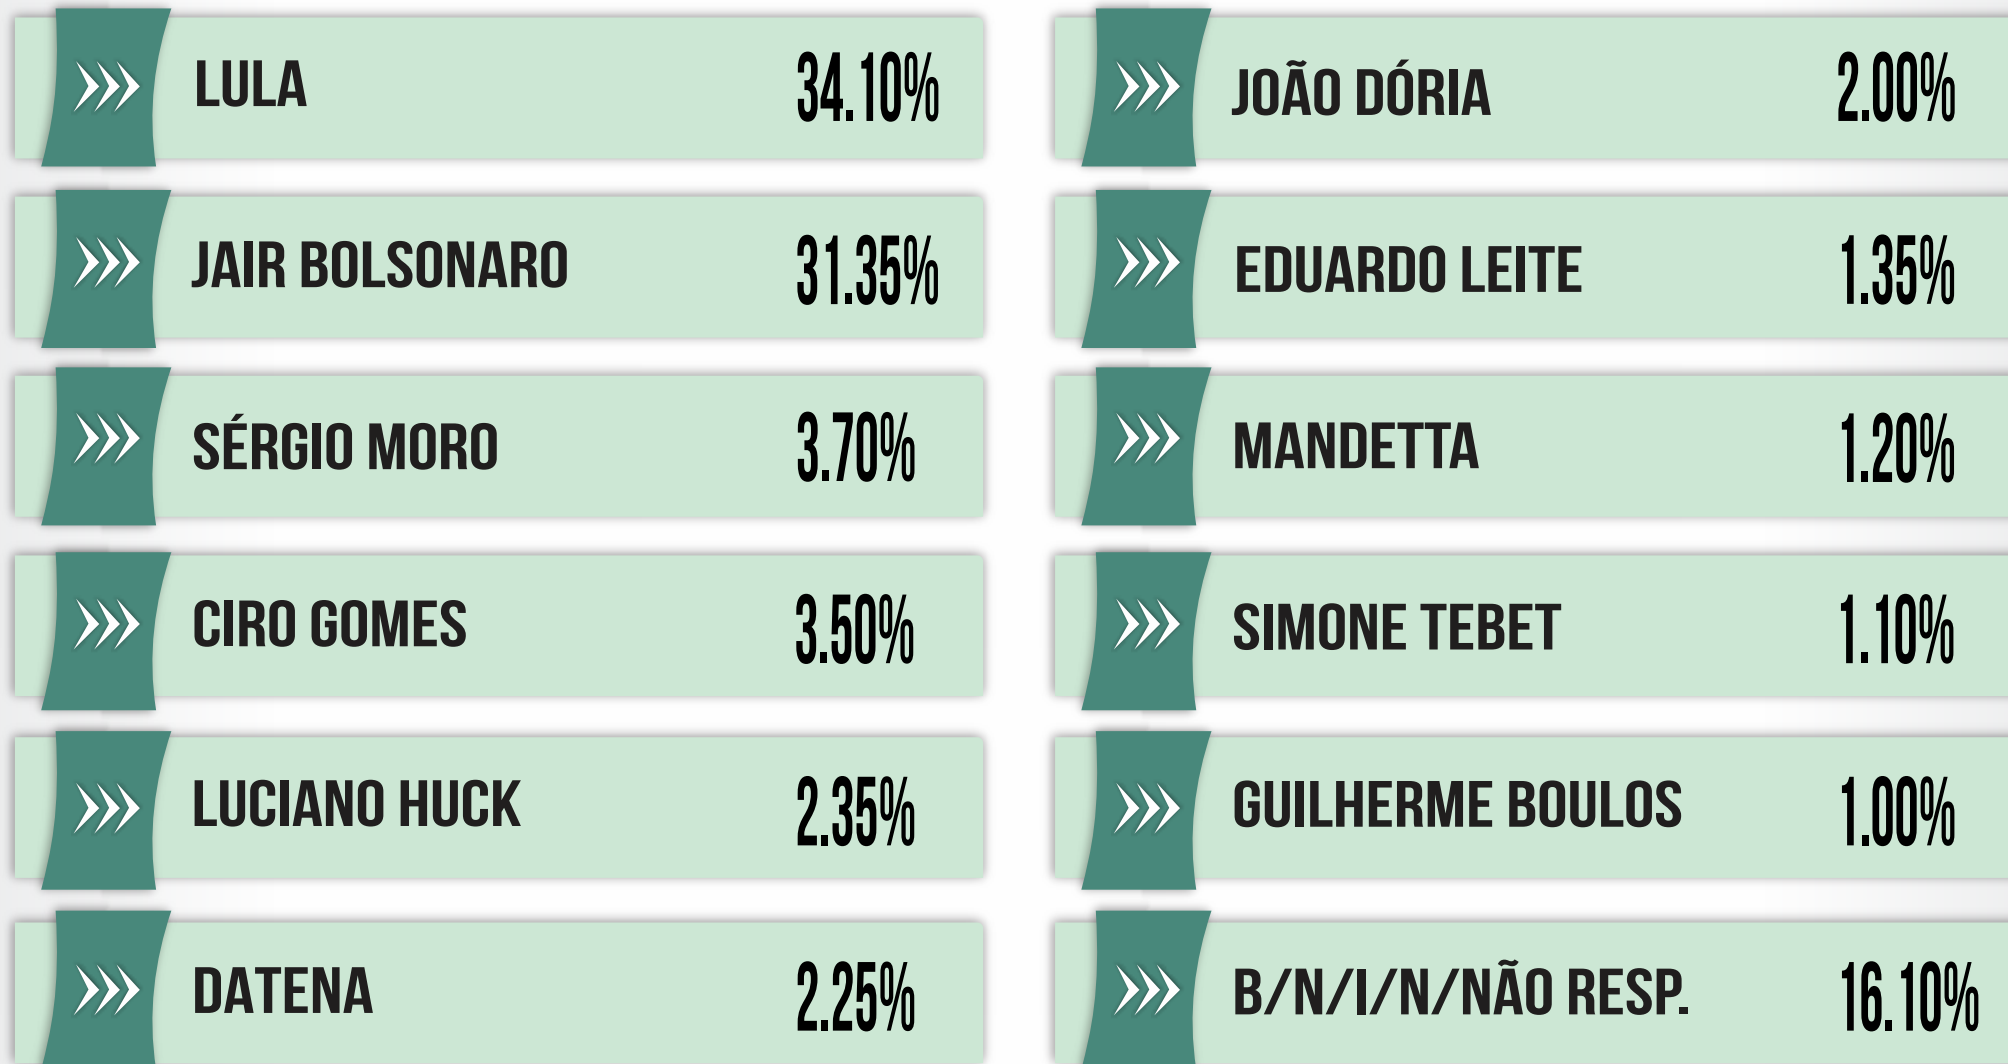 LULA 34.10%
JAIR BOLSONARO 31.35%
SÉRGIO MORO 3.70%
CIRO GOMES 3.50%
LUCIANO HUCK 2.35%
DATENA 2.25%
JOÃO DÓRIA 2.00%
EDUARDO LEITE 1.35%
MANDETTA 1.20%
SIMONE TEBET 1.10%
GUILHERME BOULOS 1.00%
B/N/I/N/NÃO RESP. 16.10%